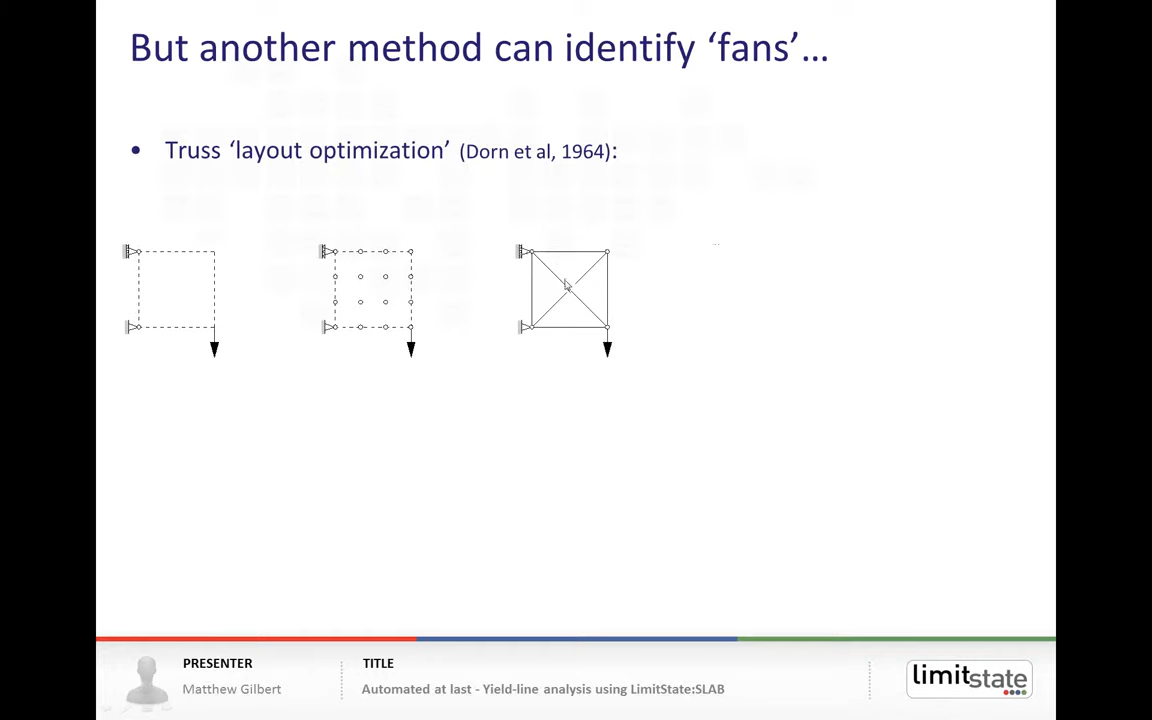 But another method can identify ‘fans’…
• Truss ‘layout optimization’ (Dorn et al, 1964):
PRESENTER
Matthew Gilbert
TITLE
Automated at last - Yield-line analysis using LimitState:SLAB
limitstate